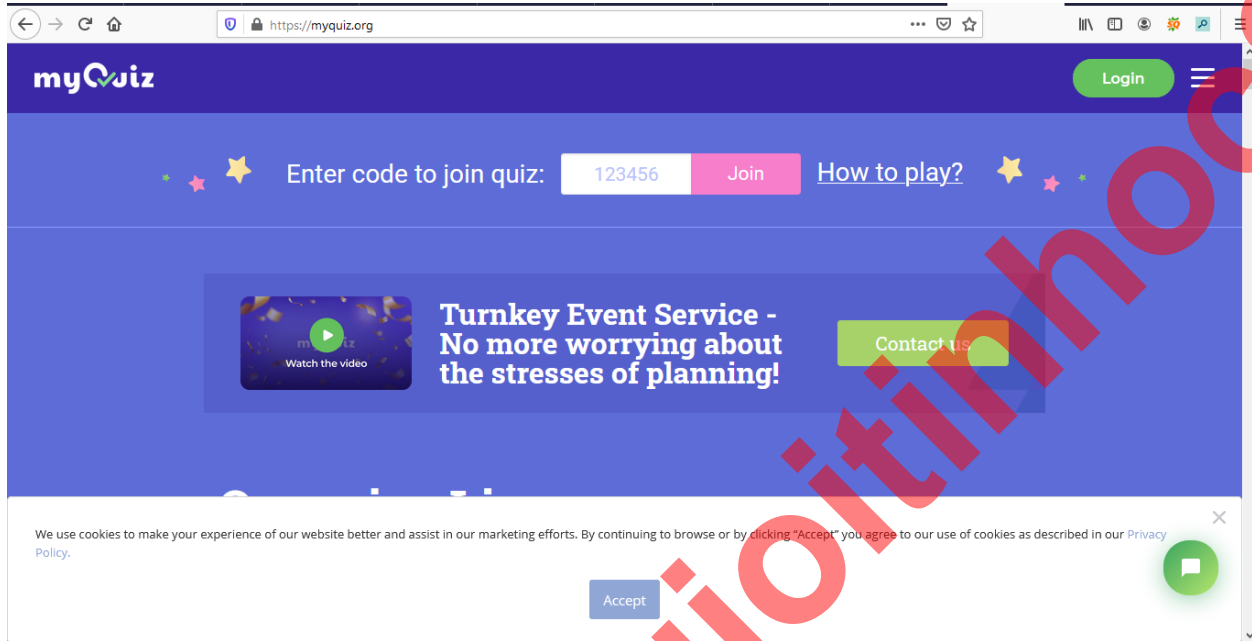 https://myquiz.org
myQuiz
Login
Enter code to join quiz:
123456
Join
How to play?
Watch the video
Turnkey Event Service -
No more worrying about
the stresses of planning!
Contact us
We use cookies to make your experience of our website better and assist in our marketing efforts. By continuing to browse or by clicking "Accept" you agree to our use of cookies as described in our Privacy
Policy.
Accept